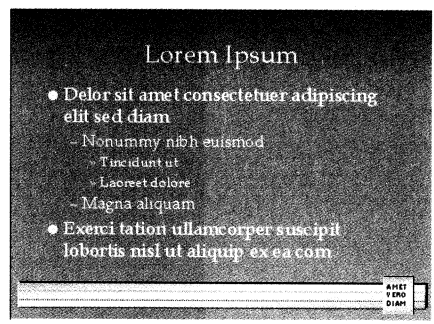 Lorem Ipsum
● Delor sit amet consectetuer adipiscing
elit sed diam
– Nonummy nibh euismod
» Tincidunt ut
» Laoreet dolore
– Magna aliquam
● Exerci tation ullamcorper suscipit
lobortis nisl ut aliquip ex ea com
AMET
VERO
DIAM